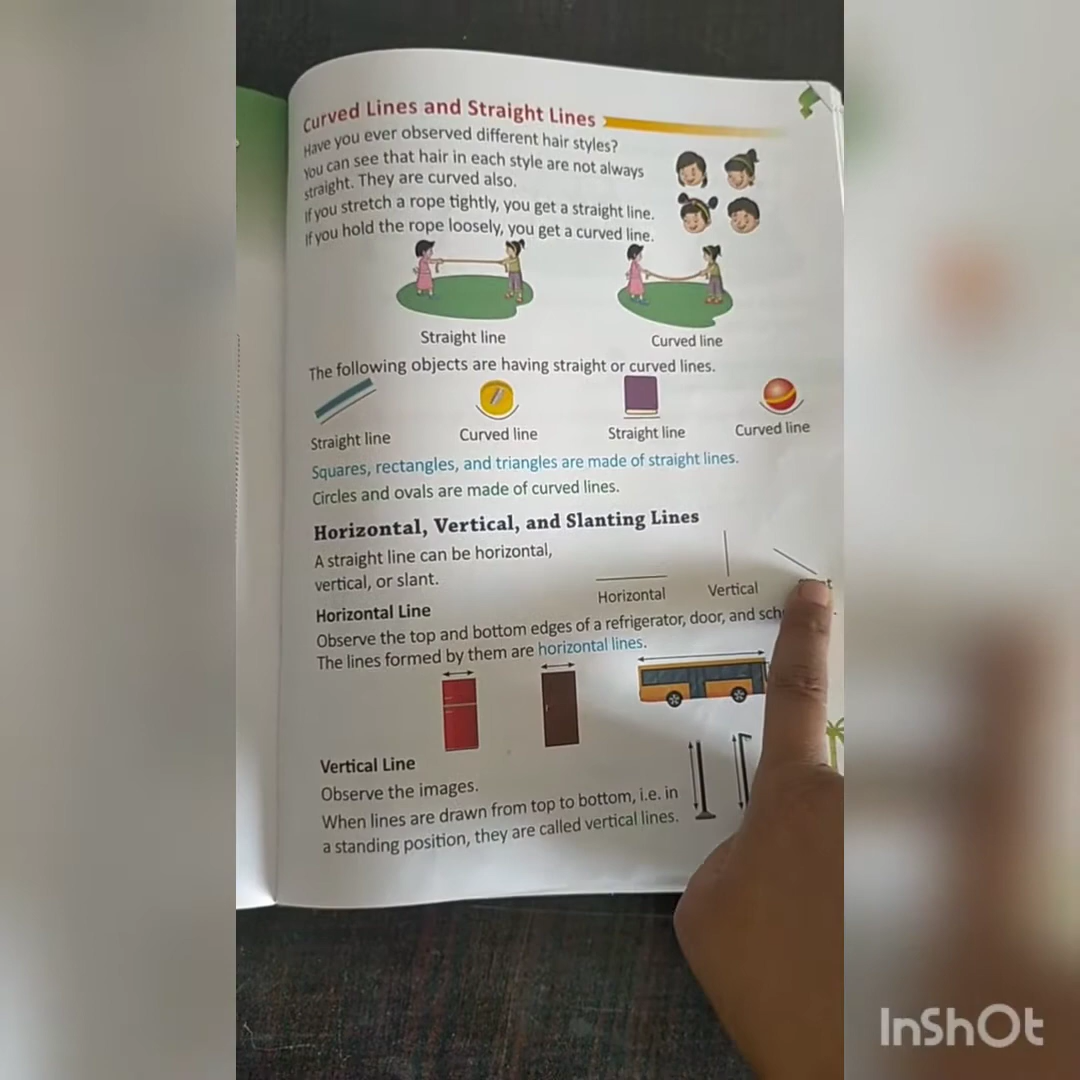 Curved Lines and Straight Lines
Have you ever observed different hair styles?
You can see that hair in each style are not always
straight. They are curved also.
If you stretch a rope tightly, you get a straight line.
If you hold the rope loosely, you get a curved line.
Straight line
Curved line
The following objects are having straight or curved lines.
Straight line
Curved line
Straight line
Curved line
Squares, rectangles, and triangles are made of straight lines.
Circles and ovals are made of curved lines.
Horizontal, Vertical, and Slanting Lines
A straight line can be horizontal,
vertical, or slant.
Horizontal
Vertical
Horizontal Line
Observe the top and bottom edges of a refrigerator, door, and
The lines formed by them are horizontal lines.
Vertical Line
Observe the images.
When lines are drawn from top to bottom, i.e. in
a standing position, they are called vertical lines.
InShOt